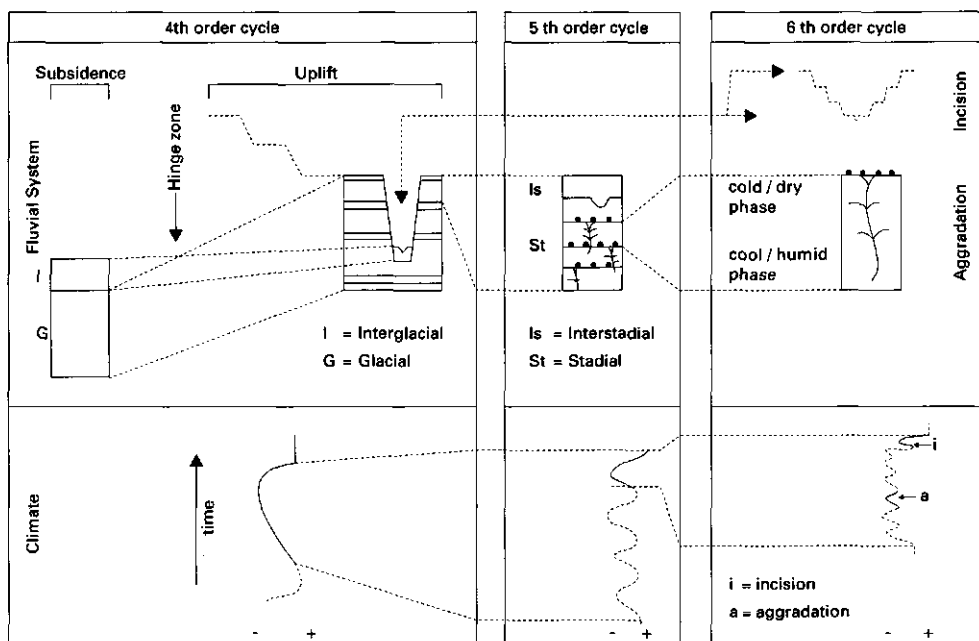 4th order cycle
5 th order cycle
6 th order cycle
Subsidence
Uplift
Hinge zone
Fluvial System
I
G
I = Interglacial
G = Glacial
Is
St
Is = Interstadial
St = Stadial
cold / dry
phase
cool / humid
phase
Incision
Aggradation
Climate
time
- +
- +
i
a
i = incision
a = aggradation
- +